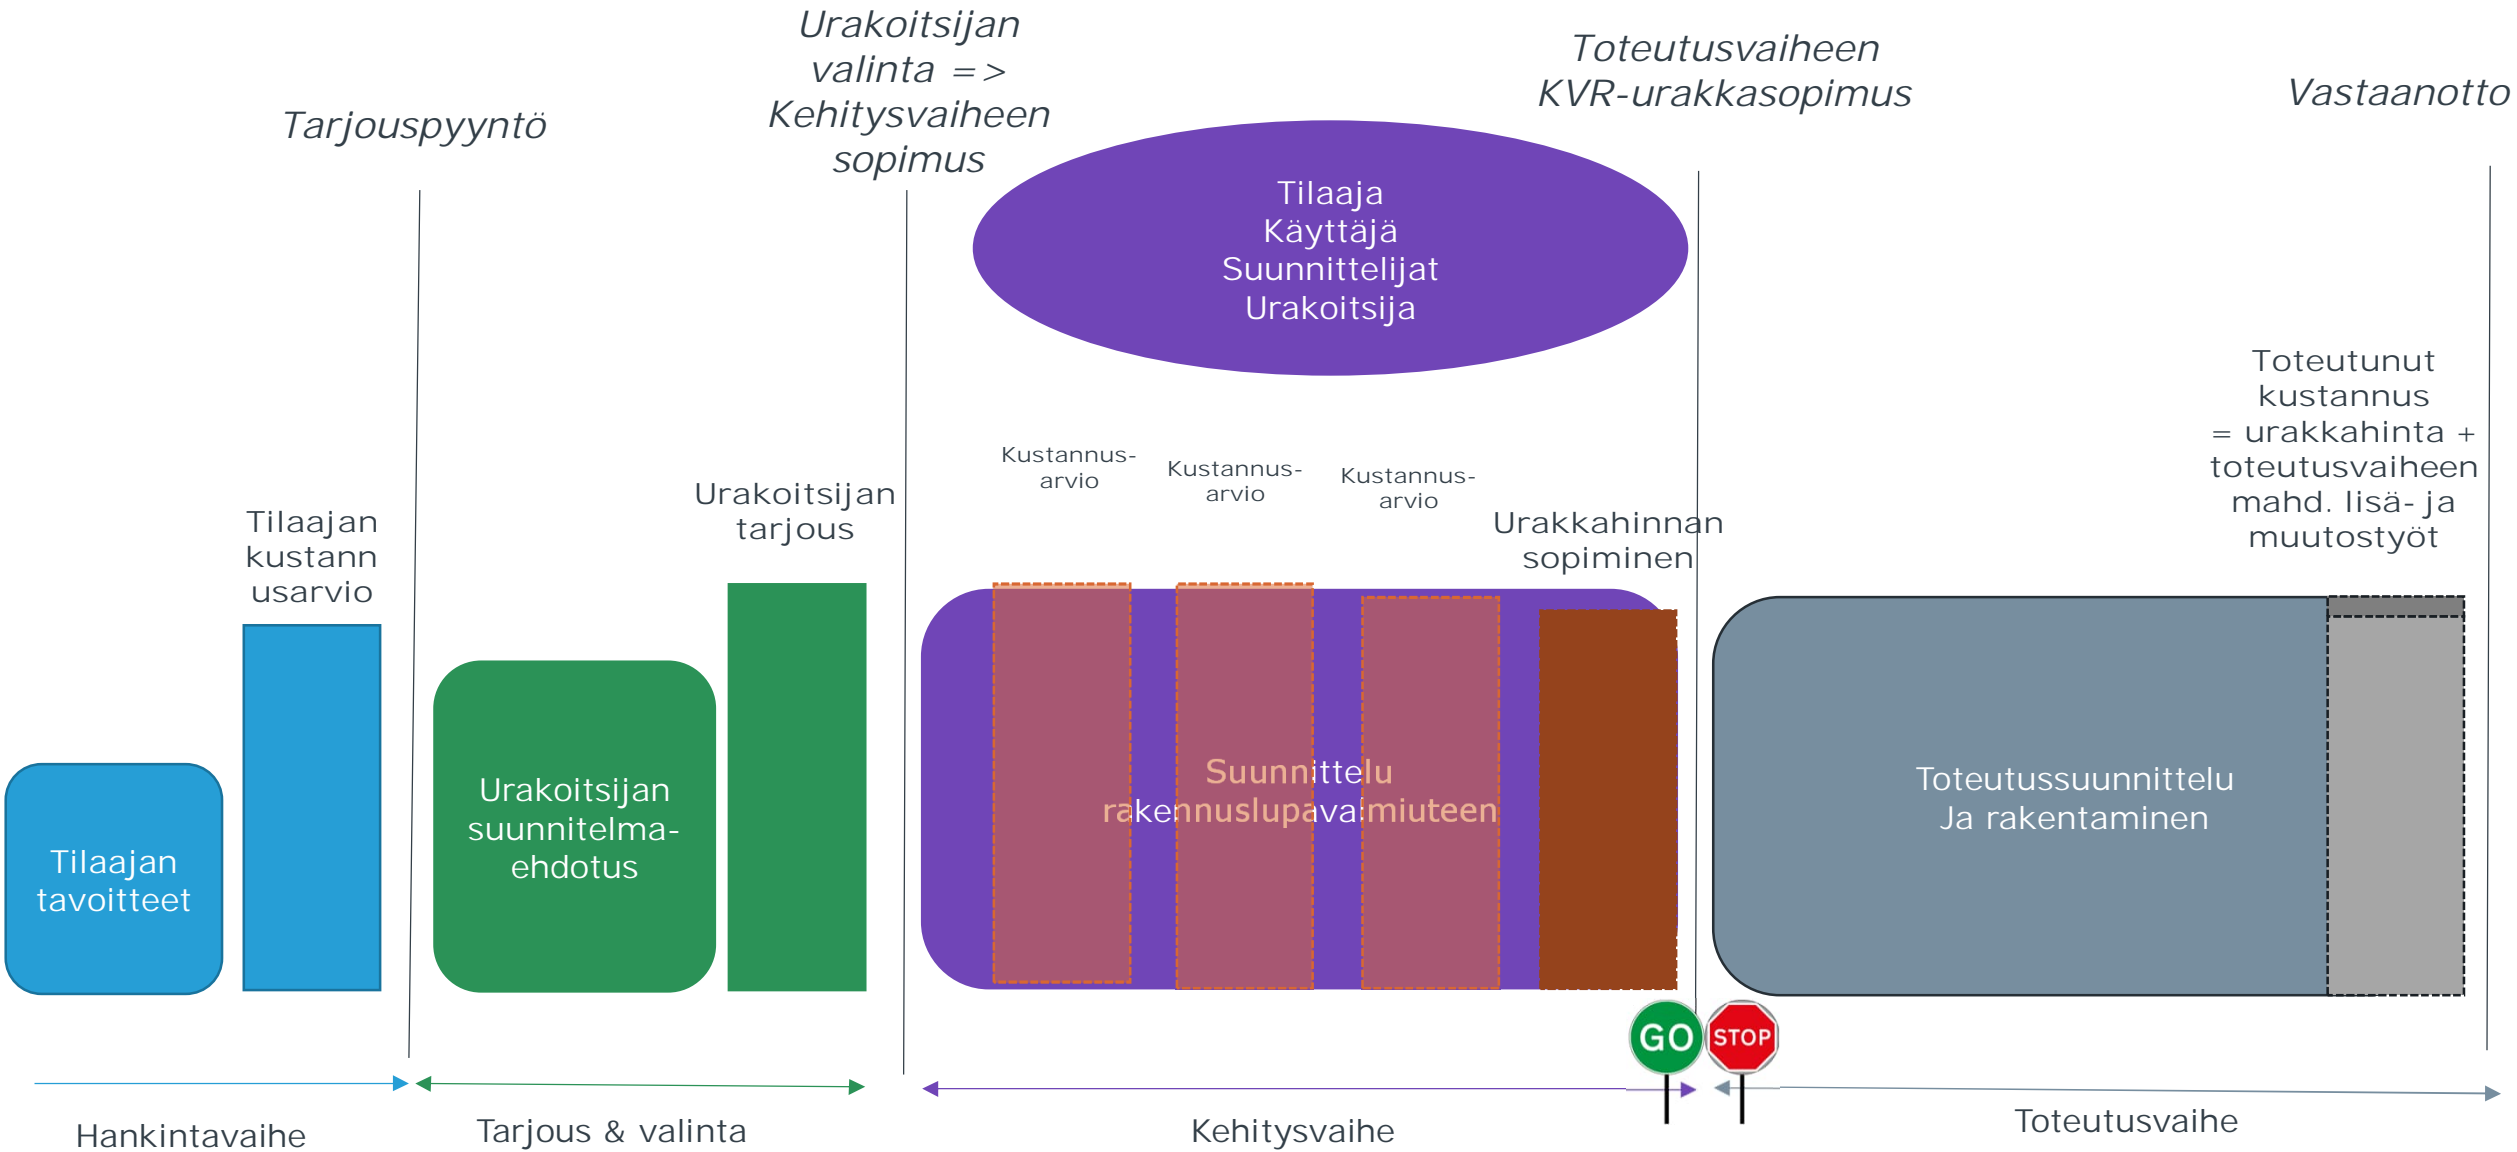 Urakoitsijan
valinta =>
Kehitysvaiheen
sopimus
Toteutusvaiheen
KVR-urakkasopimus
Vastaanotto
Tarjouspyyntö
Tilaaja
Käyttäjä
Suunnittelijat
Urakoitsija
Toteutunut
kustannus
= urakkahinta +
toteutusvaiheen
mahd. lisä- ja
muutostyöt
Kustannus-
arvio
Kustannus-
arvio
Kustannus-
arvio
Urakoitsijan
tarjous
Tilaajan
kustann
usarvio
Urakkahinnan
sopiminen
Tilaajan
tavoitteet
Urakoitsijan
suunnitelma-
ehdotus
Suunnittelu
rakennuslupavalmiuteen
Toteutussuunnittelu
Ja rakentaminen
GO
STOP
Hankintavaihe
Tarjous & valinta
Kehitysvaihe
Toteutusvaihe